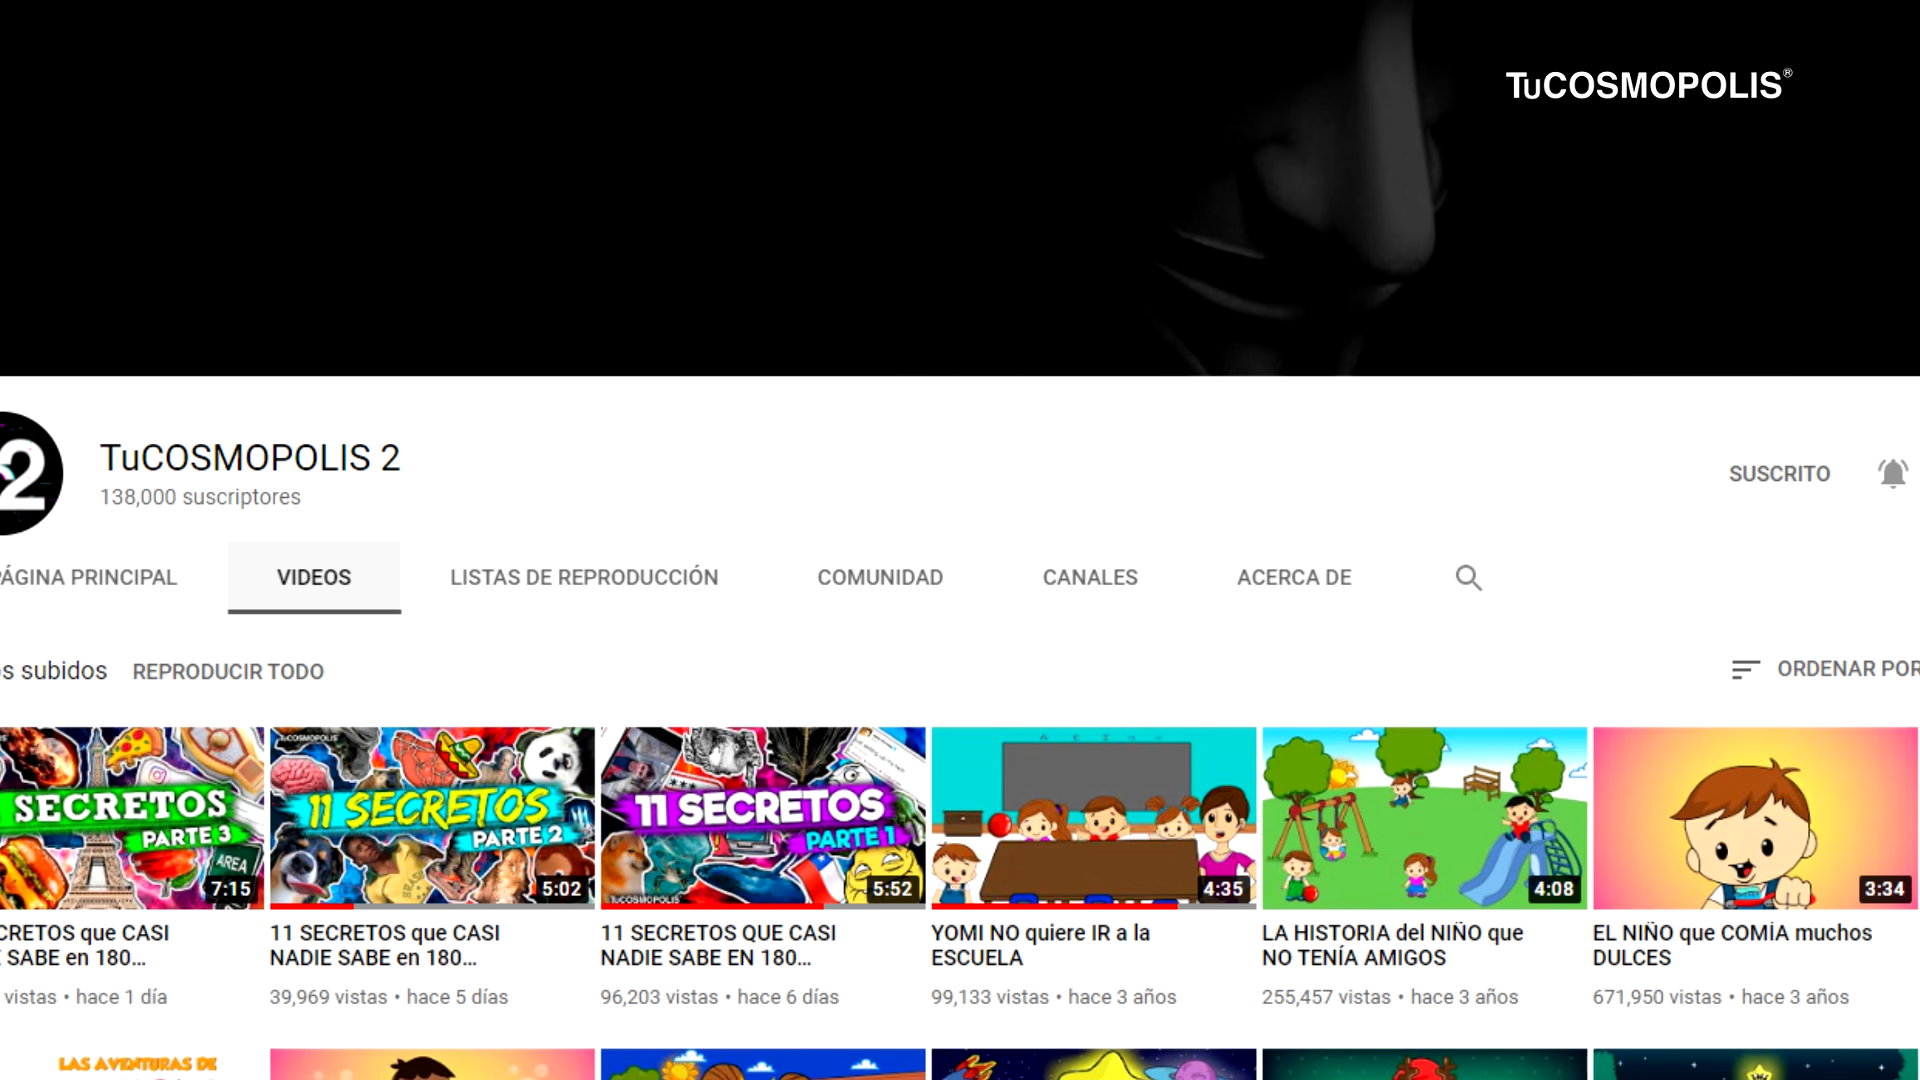 TuCOSMOPOLIS®
2
TuCOSMOPOLIS 2
138,000 suscriptores
SUSCRITO
PÁGINA PRINCIPAL
VIDEOS
LISTAS DE REPRODUCCIÓN
COMUNIDAD
CANALES
ACERCA DE
s subidos
REPRODUCIR TODO
ORDENAR POR
SECRETOS
PARTE 3
AREA
7:15
TuCOSMOPOLIS
11 SECRETOS
PARTE 2
5:02
11 SECRETOS
PARTE 1
TuCOSMOPOLIS
5:52
A E I O U
4:35
4:08
3:34
CRETOS que CASI
E SABE en 180...
vistas • hace 1 día
11 SECRETOS que CASI
NADIE SABE en 180...
39,969 vistas • hace 5 días
11 SECRETOS QUE CASI
NADIE SABE EN 180...
96,203 vistas • hace 6 días
YOMI NO quiere IR a la
ESCUELA
99,133 vistas • hace 3 años
LA HISTORIA del NIÑO que
NO TENÍA AMIGOS
255,457 vistas • hace 3 años
EL NIÑO que COMÍA muchos
DULCES
671,950 vistas • hace 3 años
LAS AVENTURAS DE